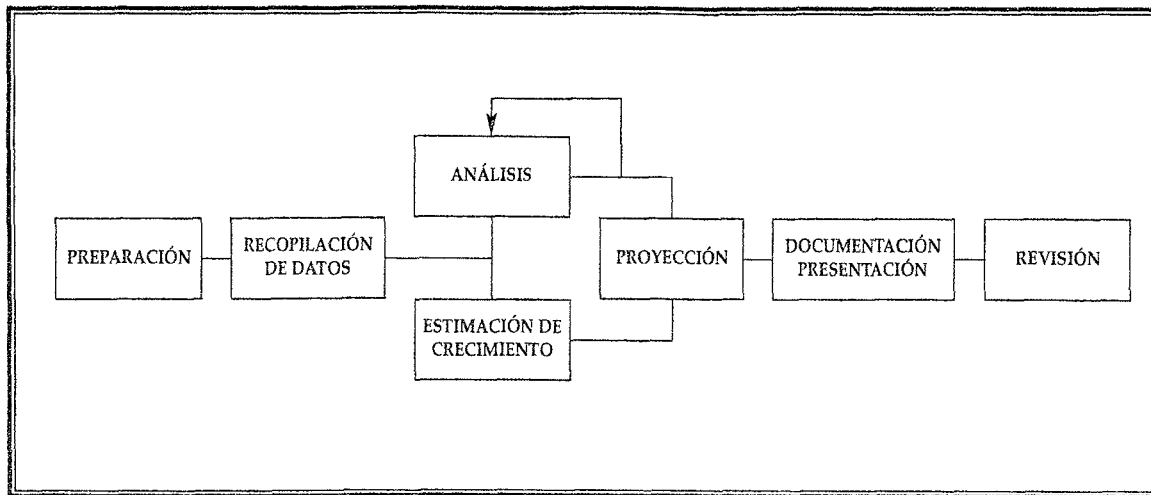 PREPARACIÓN
RECOPILACIÓN
DE DATOS
ANÁLISIS
ESTIMACIÓN DE
CRECIMIENTO
PROYECCIÓN
DOCUMENTACIÓN
PRESENTACIÓN
REVISIÓN